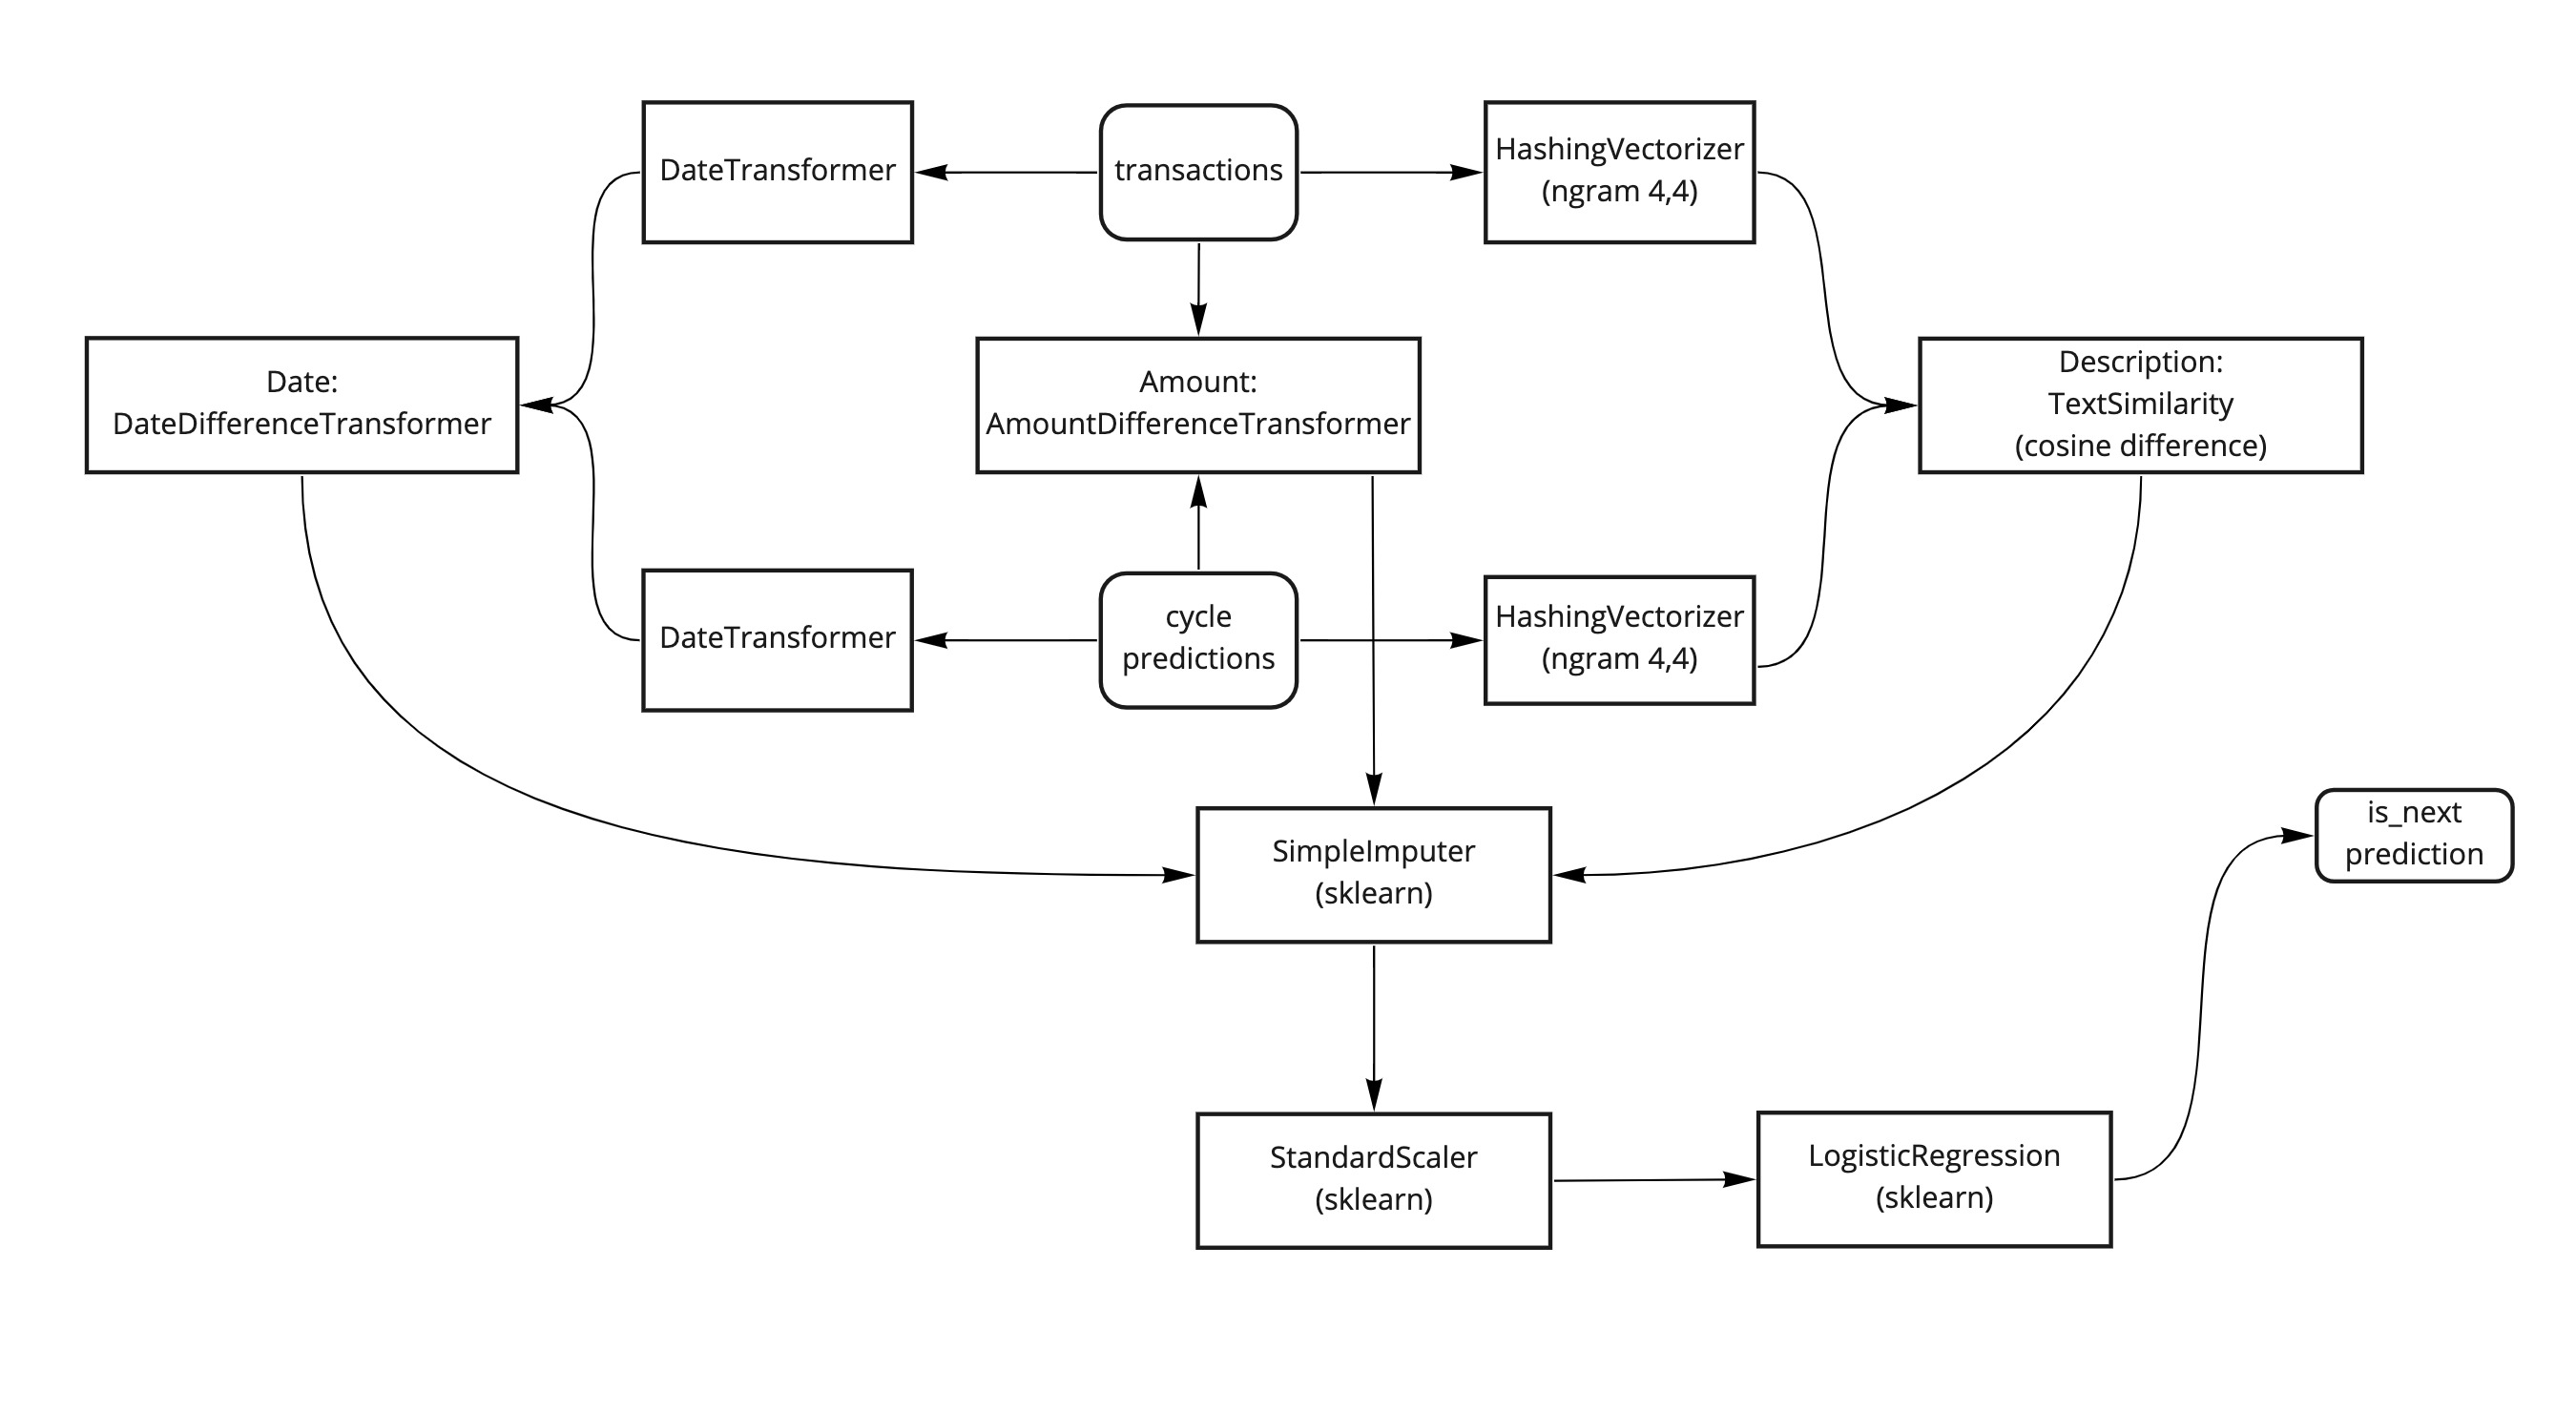 DateTransformer
transactions
HashingVectorizer
(ngram 4,4)
Date:
DateDifferenceTransformer
Amount:
AmountDifferenceTransformer
Description:
TextSimilarity
(cosine difference)
DateTransformer
cycle
predictions
HashingVectorizer
(ngram 4,4)
SimpleImputer
(sklearn)
is_next
prediction
StandardScaler
(sklearn)
LogisticRegression
(sklearn)